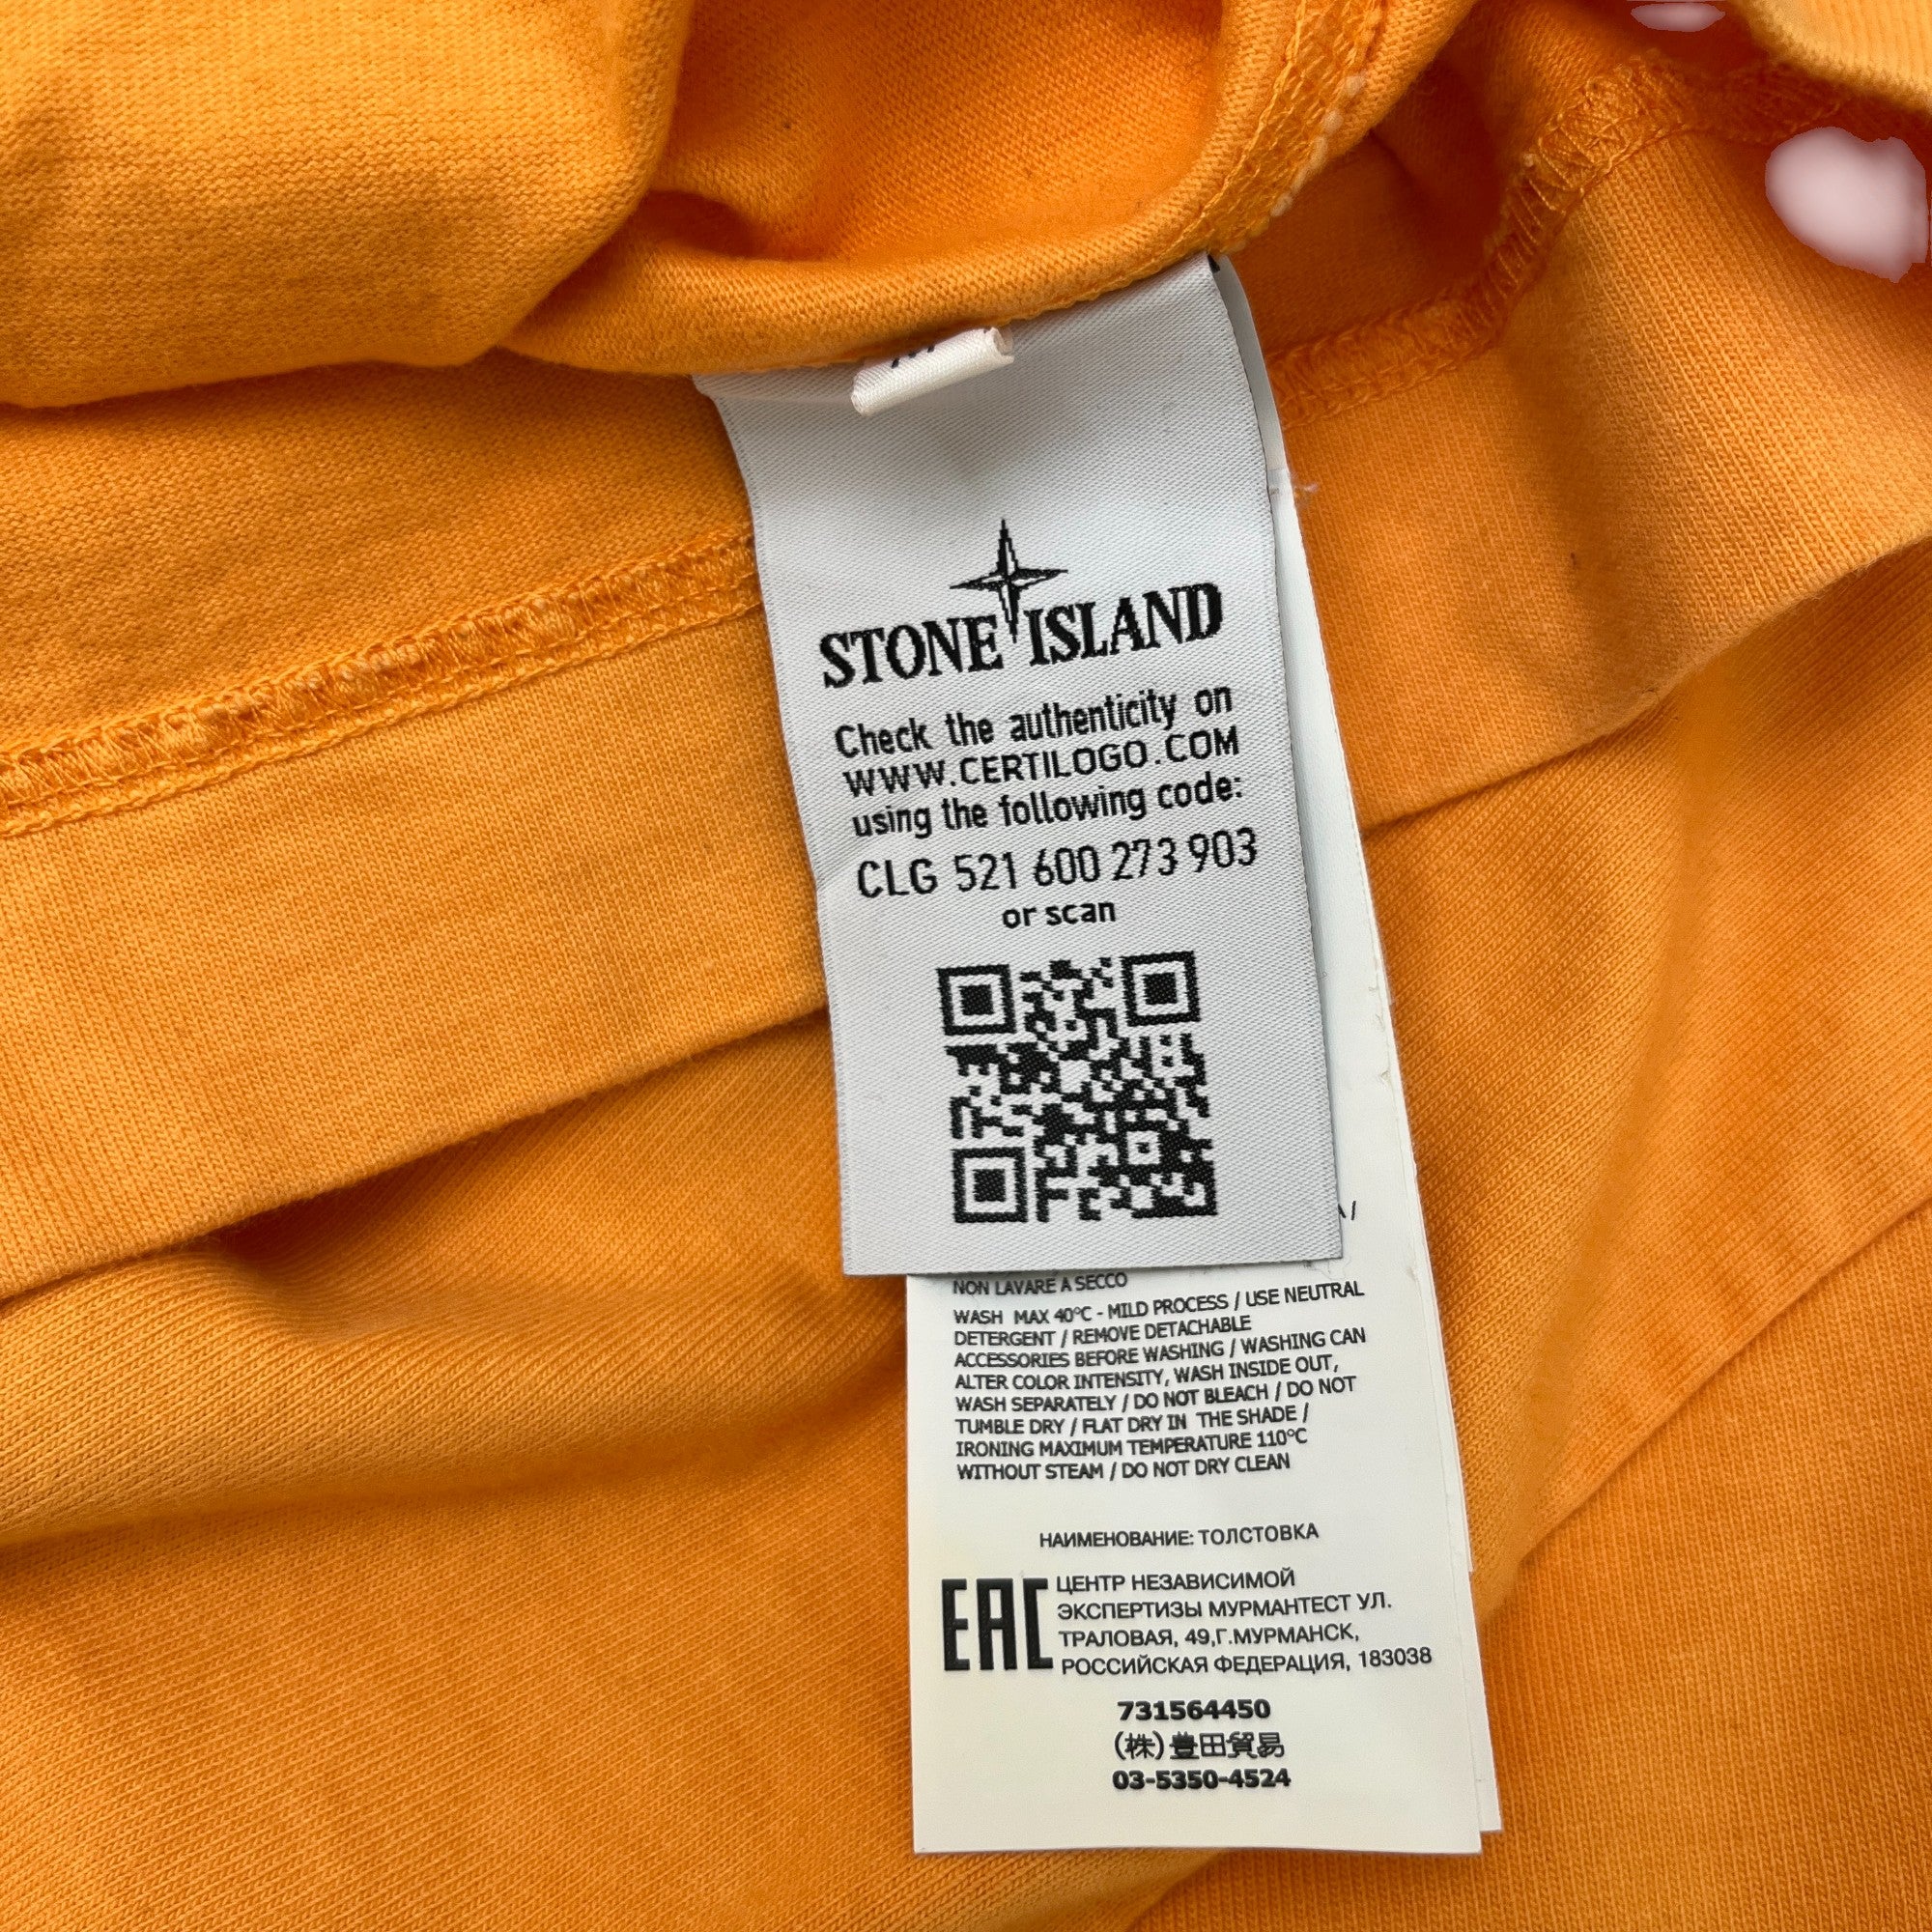 STONE ISLAND
Check the authenticity on
WWW.CERTILOGO.COM
using the following code:
CLG 521 600 273 903
or scan
NON LAVARE A SECCO
WASH MAX 40°C - MILD PROCESS / USE NEUTRAL
DETERGENT / REMOVE DETACHABLE
ACCESSORIES BEFORE WASHING / WASHING CAN
ALTER COLOR INTENSITY, WASH INSIDE OUT,
WASH SEPARATELY / DO NOT BLEACH / DO NOT
TUMBLE DRY / FLAT DRY IN THE SHADE /
IRONING MAXIMUM TEMPERATURE 110°C
WITHOUT STEAM / DO NOT DRY CLEAN
НАИМЕНОВАНИЕ: ТОЛСТОВКА
EAC
ЦЕНТР НЕЗАВИСИМОЙ
ЭКСПЕРТИЗЫ МУРМАНТЕСТ УЛ.
ТРАЛОВАЯ, 49,Г.МУРМАНСК,
РОССИЙСКАЯ ФЕДЕРАЦИЯ, 183038
731564450
(株)豊田貿易
03-5350-4524